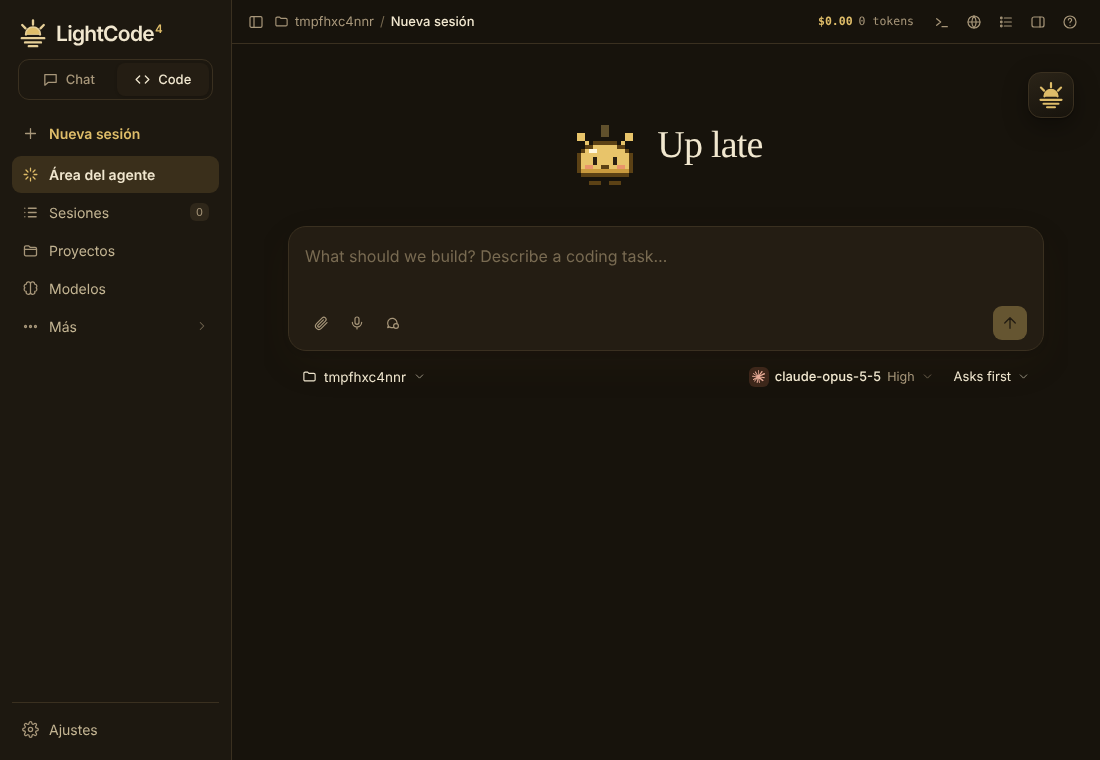 LightCode4
Chat
Code
Nueva sesión
Área del agente
Sesiones 0
Proyectos
Modelos
Más
Ajustes
tmpfhxc4nnr / Nueva sesión
$0.00 0 tokens
Up late
What should we build? Describe a coding task...
tmpfhxc4nnr
claude-opus-5-5 High
Asks first